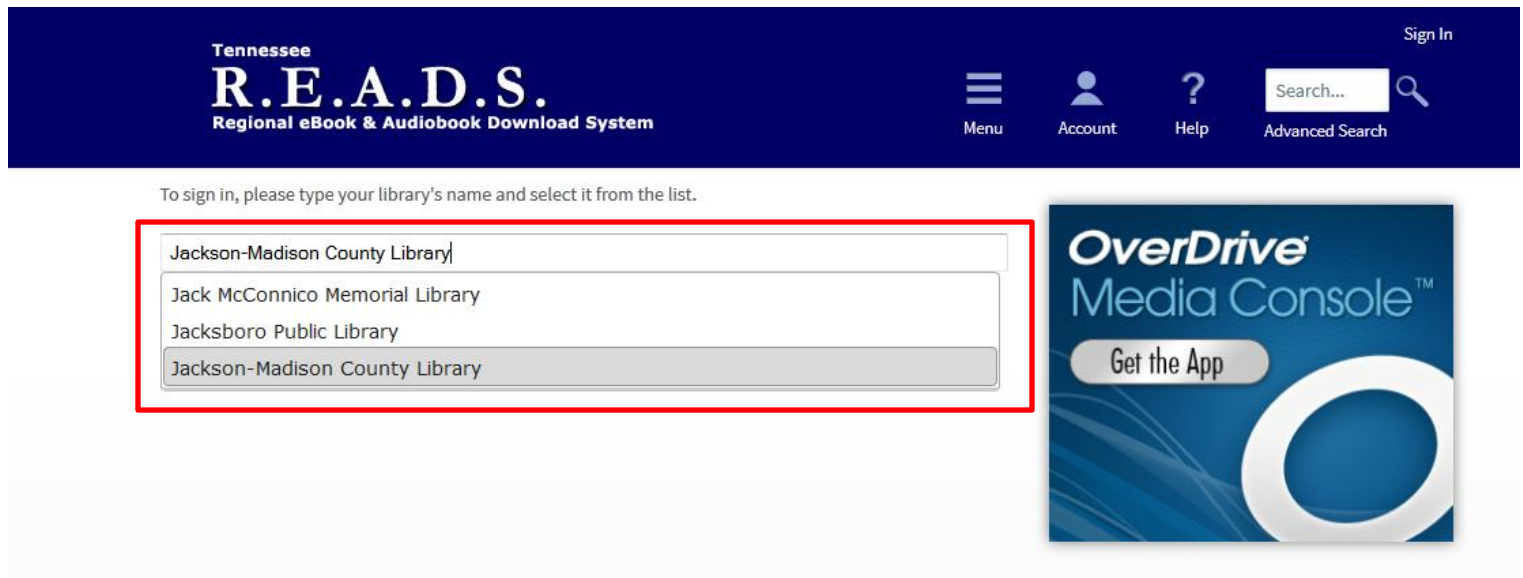 Sign In
Tennessee
R.E.A.D.S.
Regional eBook & Audiobook Download System
Menu
Account
?
Help
Search...
Advanced Search
To sign in, please type your library's name and select it from the list.
Jackson-Madison County Library
Jack McConnico Memorial Library
Jacksboro Public Library
Jackson-Madison County Library
OverDrive
Media Console™
Get the App